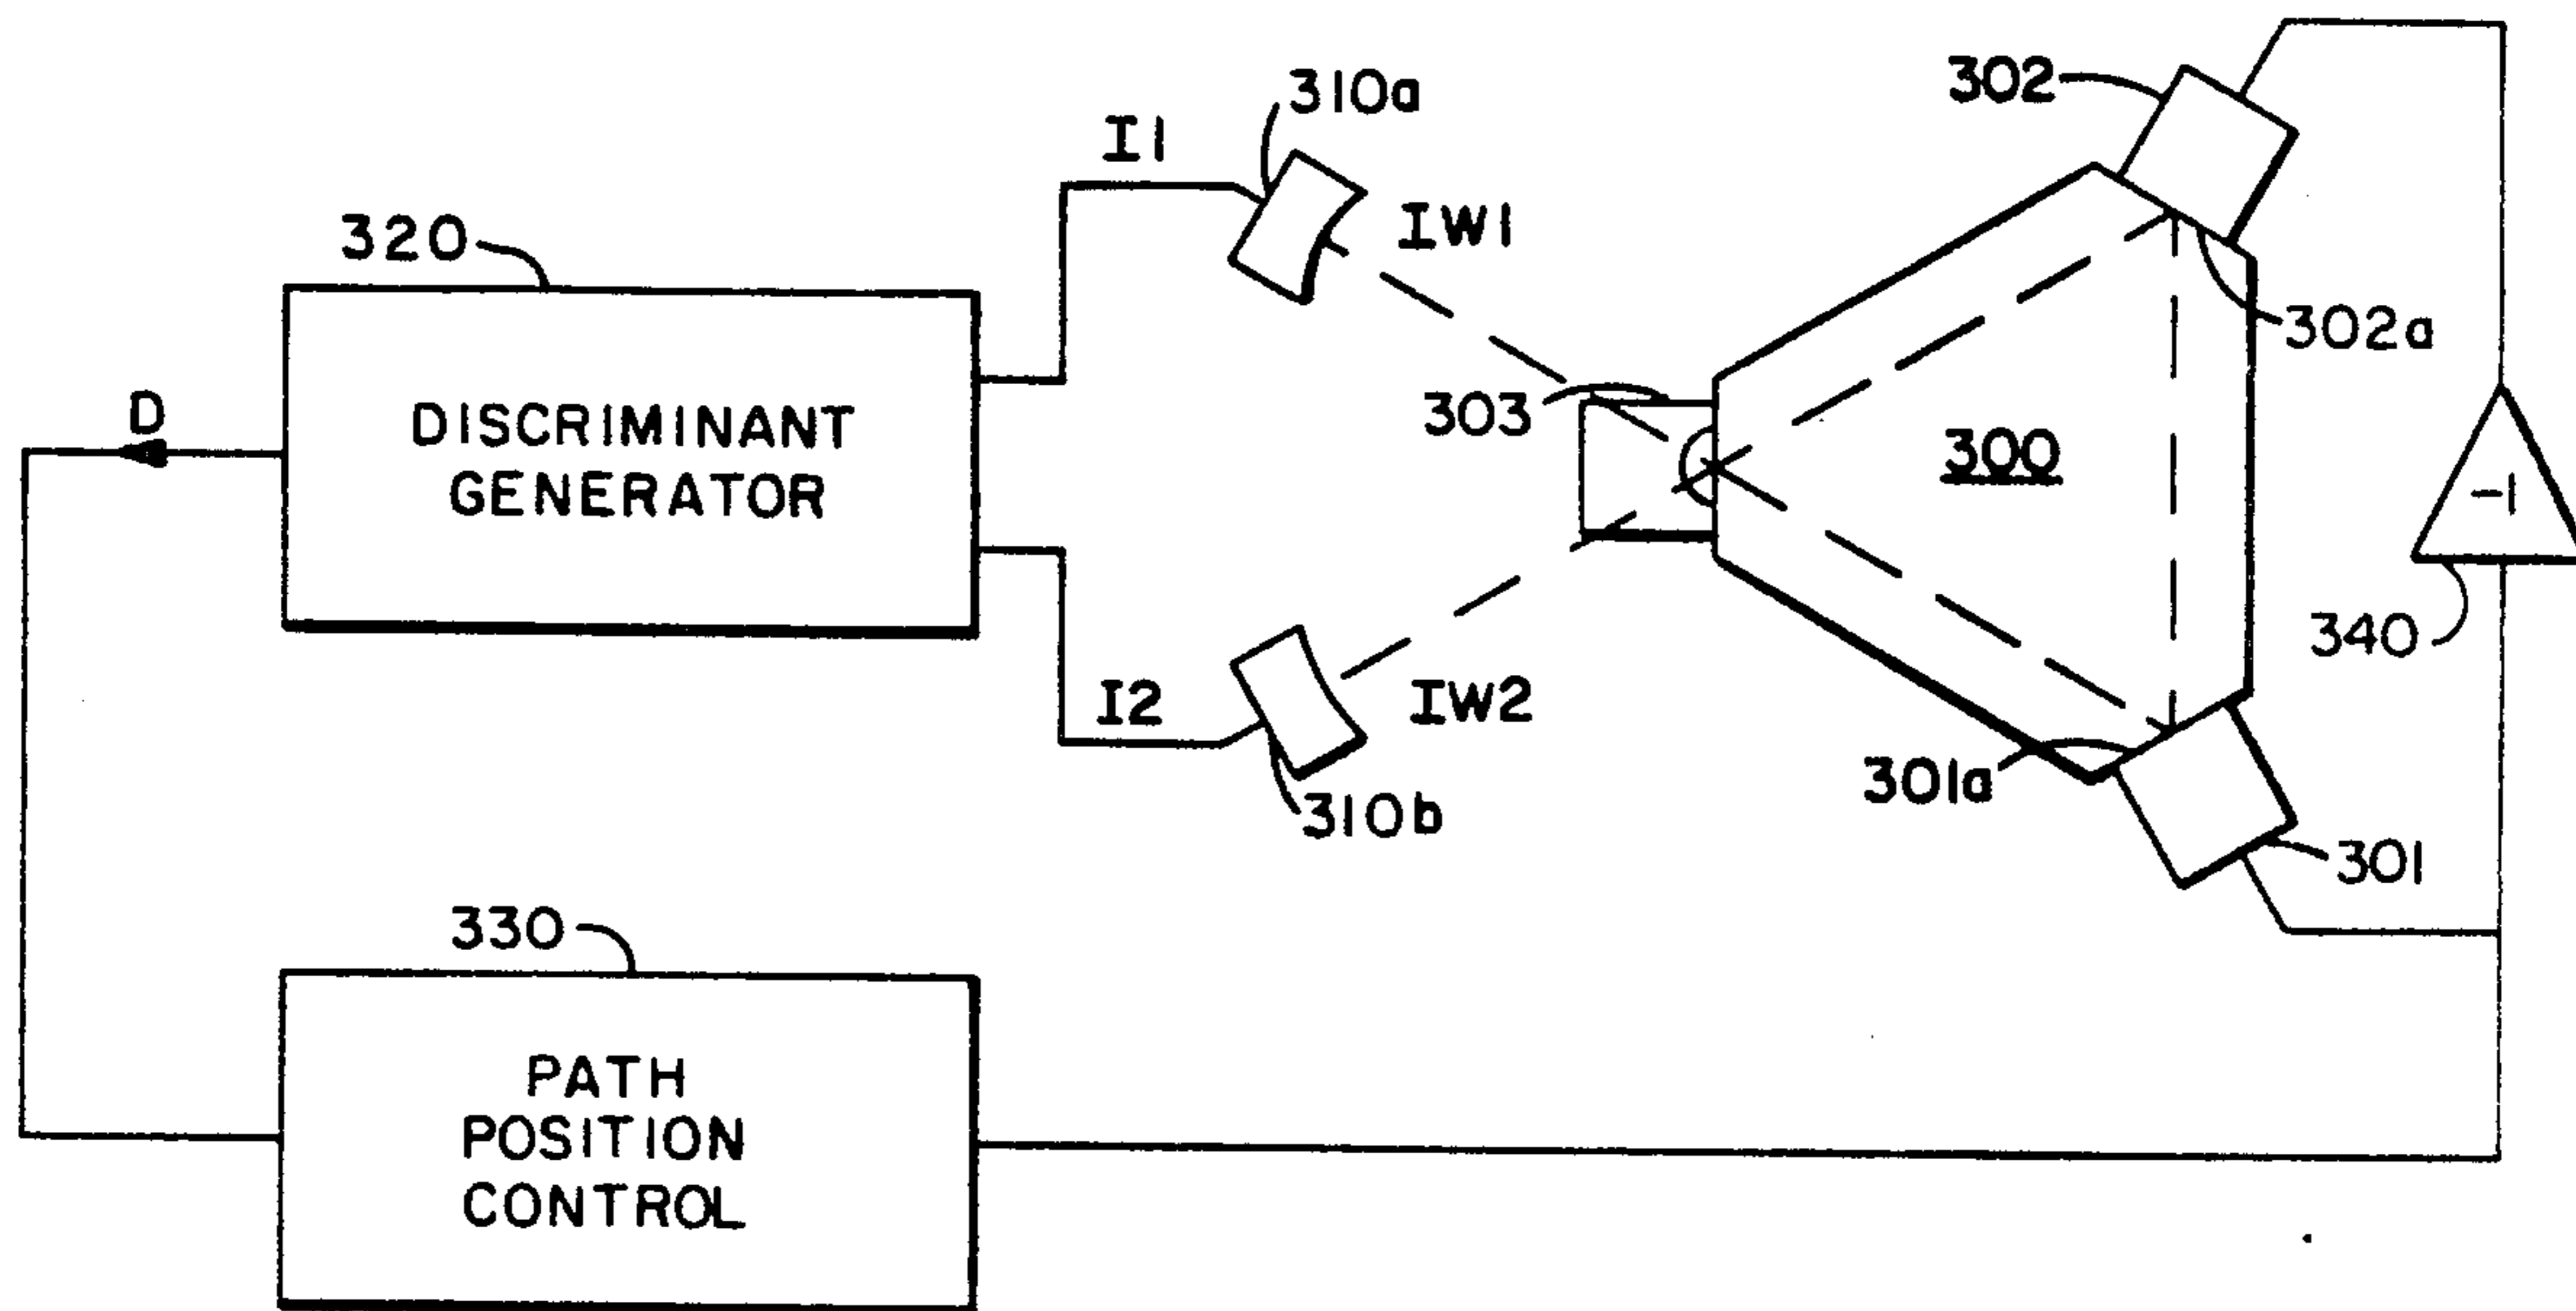 302
310a
I1
IW1
320
302a
303
D
DISCRIMINANT
GENERATOR
300
-1
340
I2
IW2
301a
310b
301
330
PATH
POSITION
CONTROL